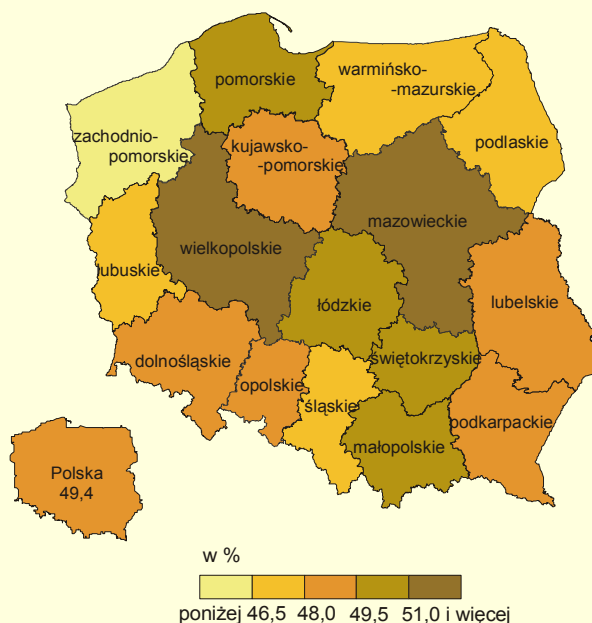 pomorskie
warmińsko-
-mazurskie
zachodnio-
pomorskie
kujawsko-
-pomorskie
podlaskie
mazowieckie
wielkopolskie
lubuskie
łódzkie
lubelskie
dolnośląskie
świętokrzyskie
opolskie
śląskie
podkarpackie
małopolskie
Polska
49,4
w %
poniżej 46,5 48,0 49,5 51,0 i więcej